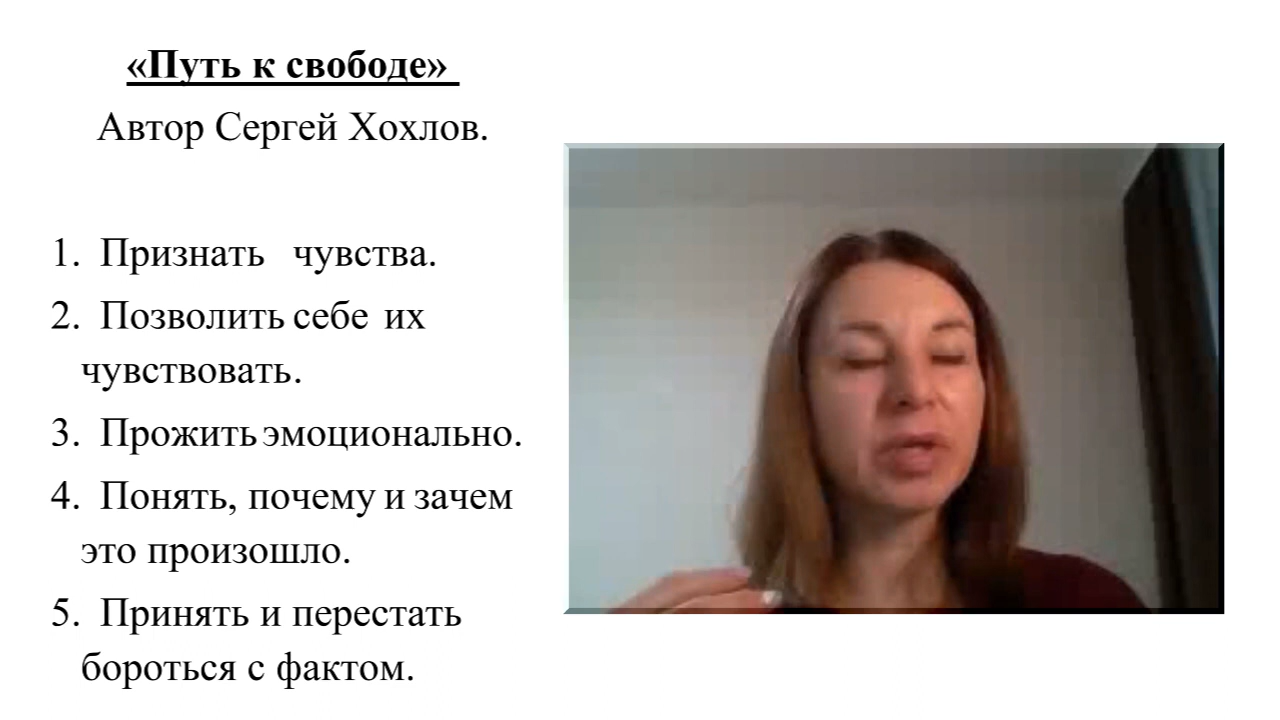 «Путь к свободе»
Автор Сергей Хохлов.
1. Признать чувства.
2. Позволить себе их
чувствовать.
3. Прожить эмоционально.
4. Понять, почему и зачем
это произошло.
5. Принять и перестать
бороться с фактом.